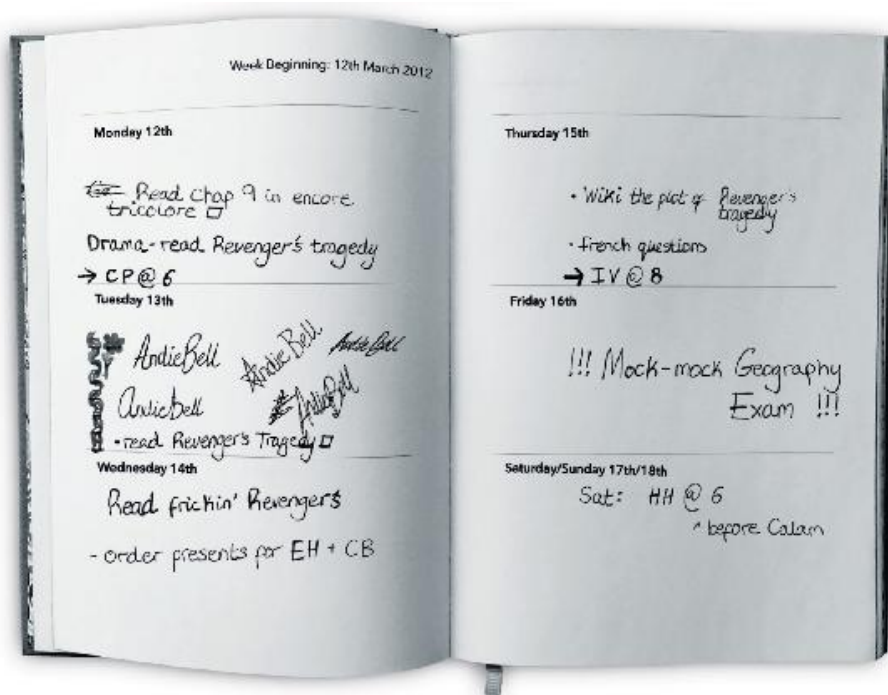 Week Beginning: 12th March 2012
Monday 12th
Read chap 9 in encore
tricolore
Drama-read Revenger's tragedy
→ CP@6
Tuesday 13th
AndieBell
AndieBell
AndieBell
AndieBell
AndieBell
•read Revenger's Tragedy
Wednesday 14th
Read frickin' Revengers
- order presents for EH + CB
Thursday 15th
• Wiki the plot of Revenger's
tragedy
• french questions
→ IV @ 8
Friday 16th
!!! Mock-mock Geography
Exam !!!
Saturday/Sunday 17th/18th
Sat: HH @ 6
^ before Calam